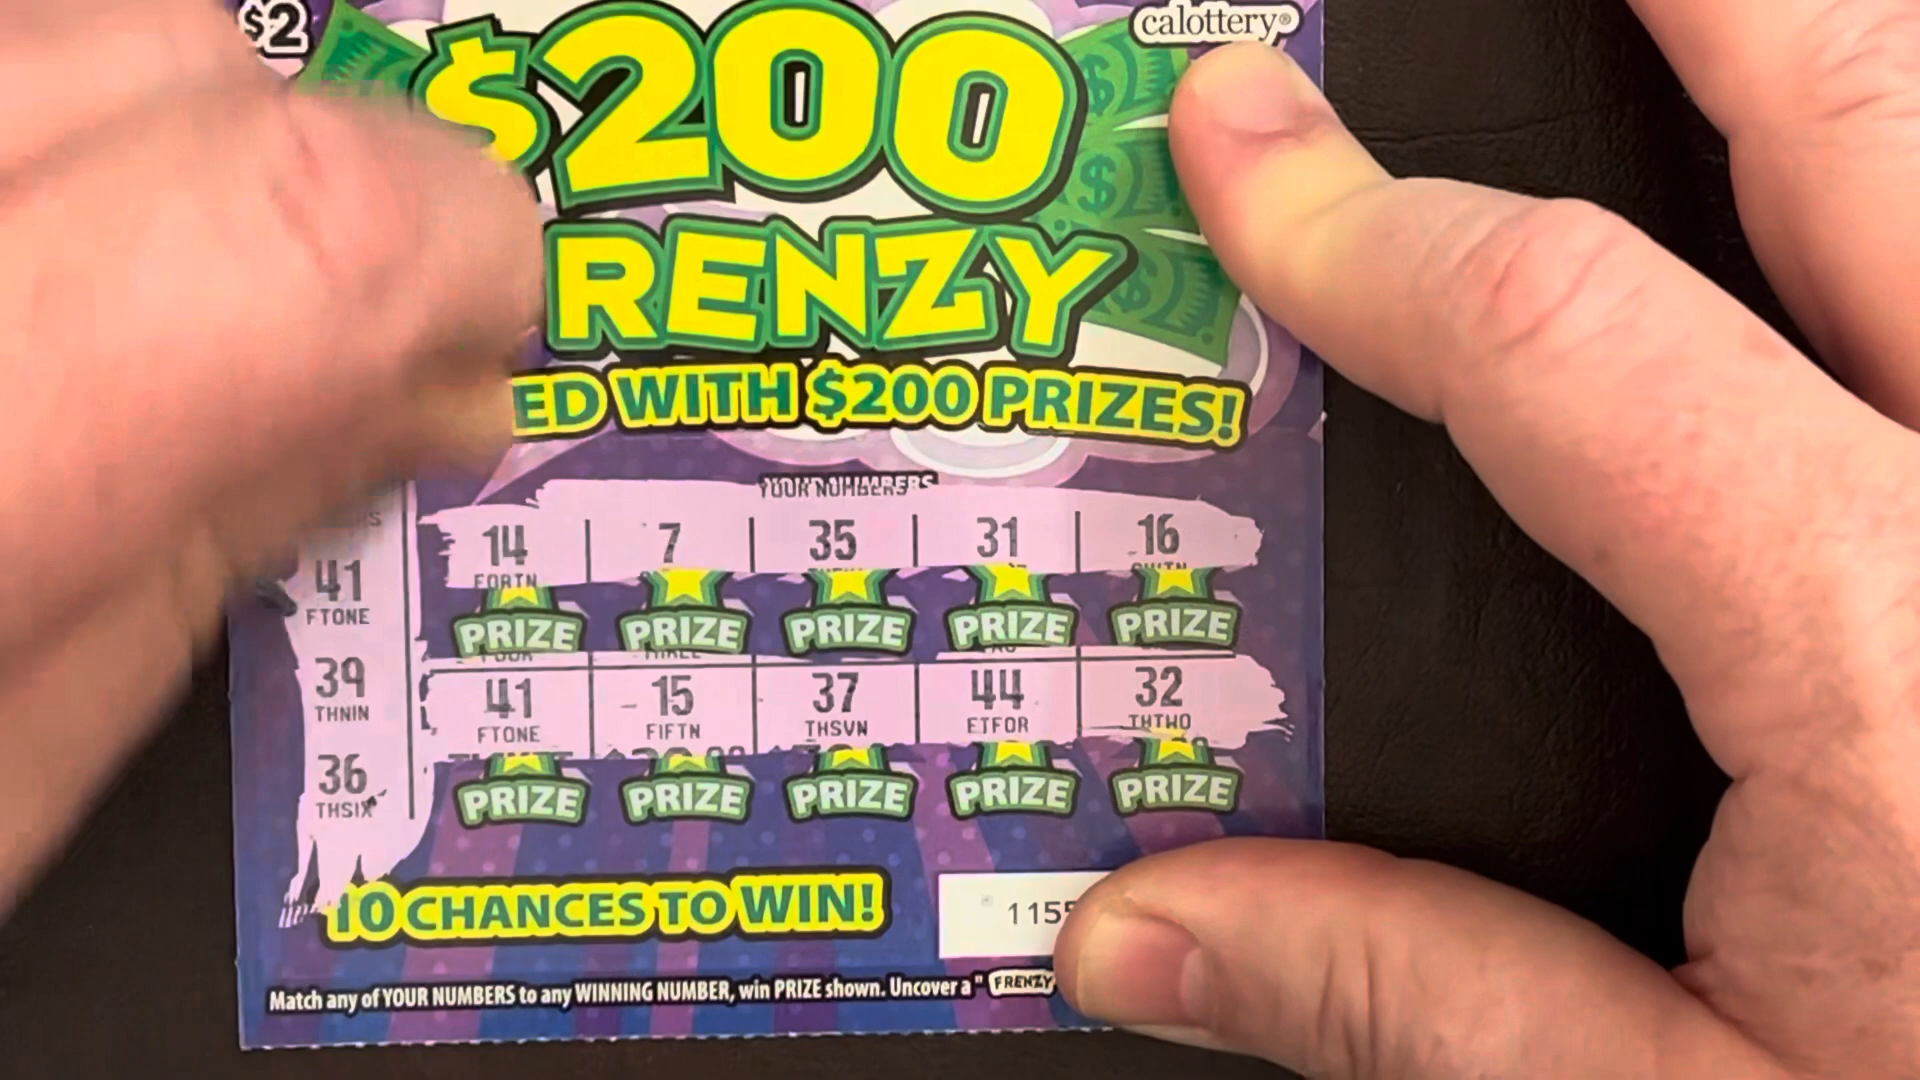 $2
calottery®
$200
RENZY
ED WITH $200 PRIZES!
YOUR NUMBERS
14 7 35 31 16
FORTN
41
FTONE
PRIZE PRIZE PRIZE PRIZE PRIZE
39
THNIN
41 15 37 44 32
FTONE FIFTN THSVN ETFOR THTWO
36
THSIX
PRIZE PRIZE PRIZE PRIZE PRIZE
10 CHANCES TO WIN!
1155
Match any of YOUR NUMBERS to any WINNING NUMBER, win PRIZE shown. Uncover a "FRENZY